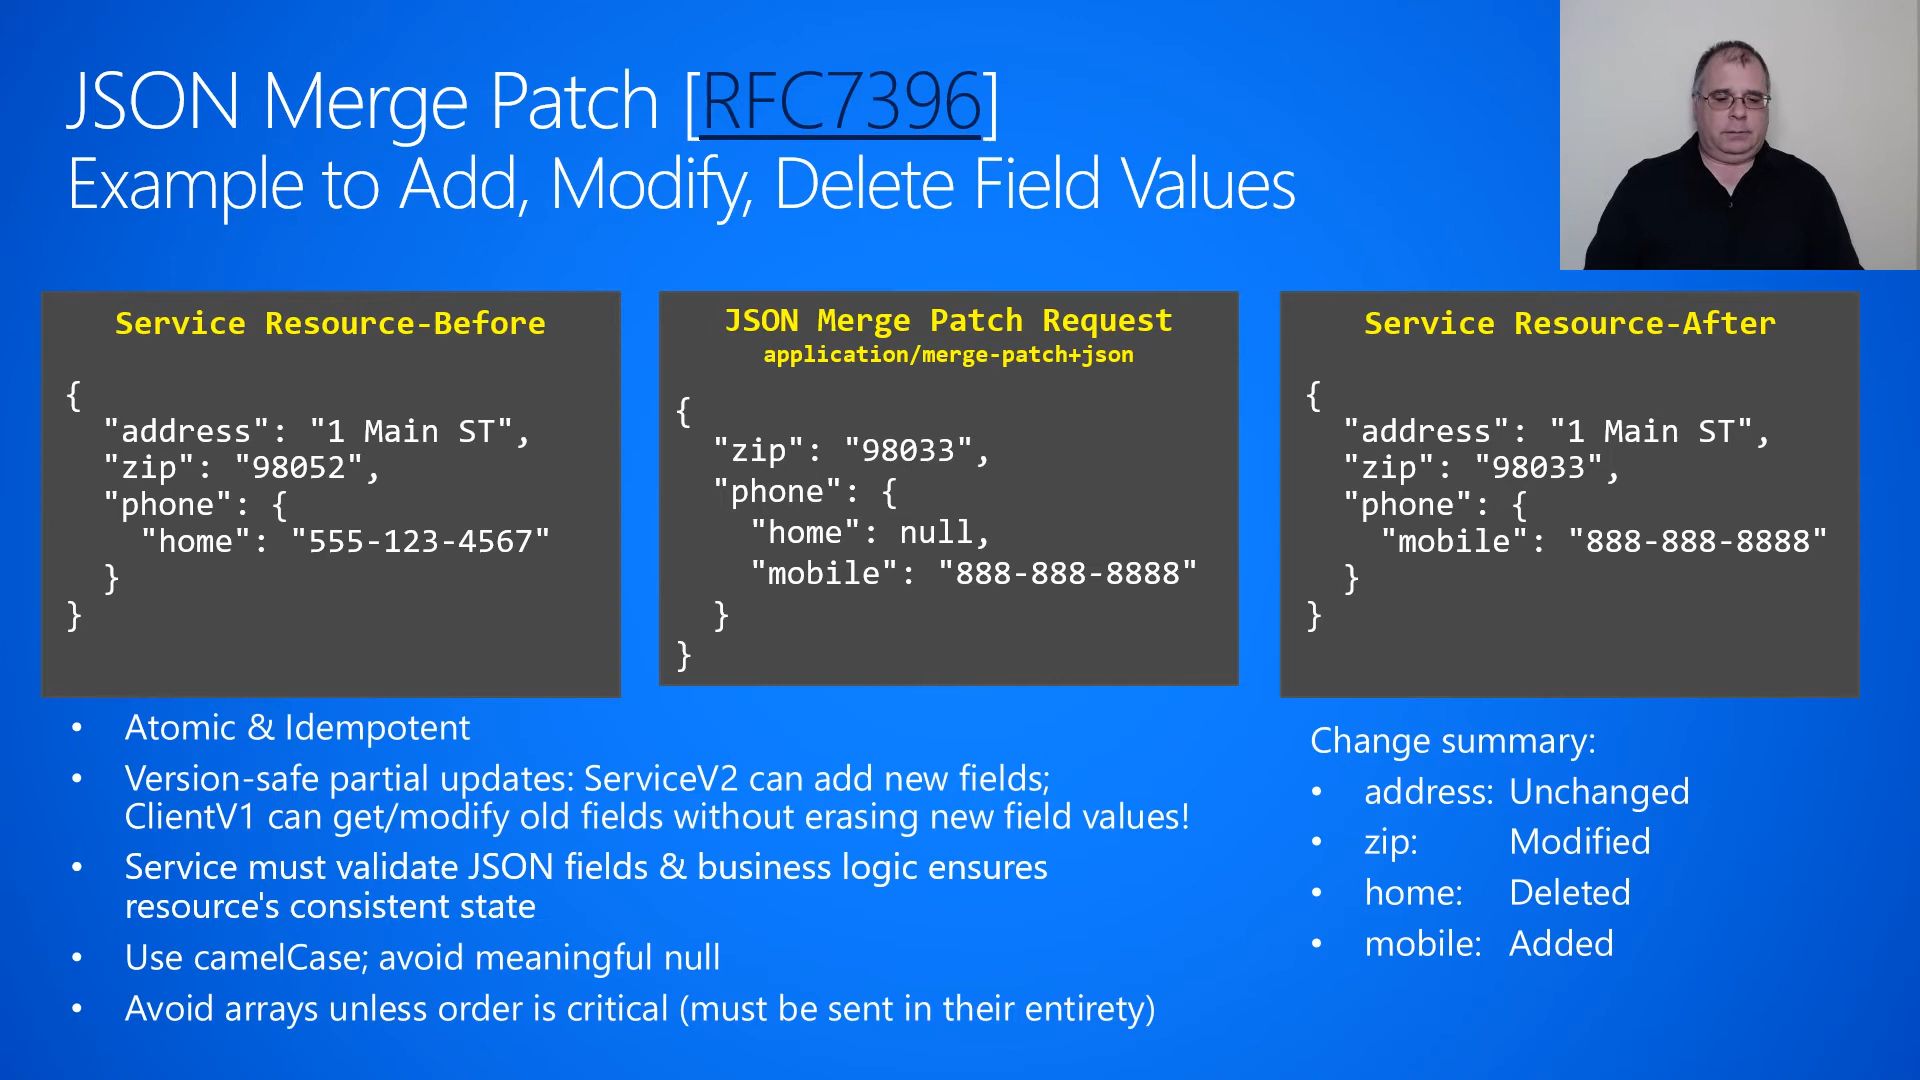 JSON Merge Patch [RFC7396]
Example to Add, Modify, Delete Field Values
Service Resource-Before
{
  "address": "1 Main ST",
  "zip": "98052",
  "phone": {
    "home": "555-123-4567"
  }
}
JSON Merge Patch Request
application/merge-patch+json
{
  "zip": "98033",
  "phone": {
    "home": null,
    "mobile": "888-888-8888"
  }
}
Service Resource-After
{
  "address": "1 Main ST",
  "zip": "98033",
  "phone": {
    "mobile": "888-888-8888"
  }
}
• Atomic & Idempotent
• Version-safe partial updates: ServiceV2 can add new fields;
ClientV1 can get/modify old fields without erasing new field values!
• Service must validate JSON fields & business logic ensures
resource's consistent state
• Use camelCase; avoid meaningful null
• Avoid arrays unless order is critical (must be sent in their entirety)
Change summary:
• address: Unchanged
• zip: Modified
• home: Deleted
• mobile: Added